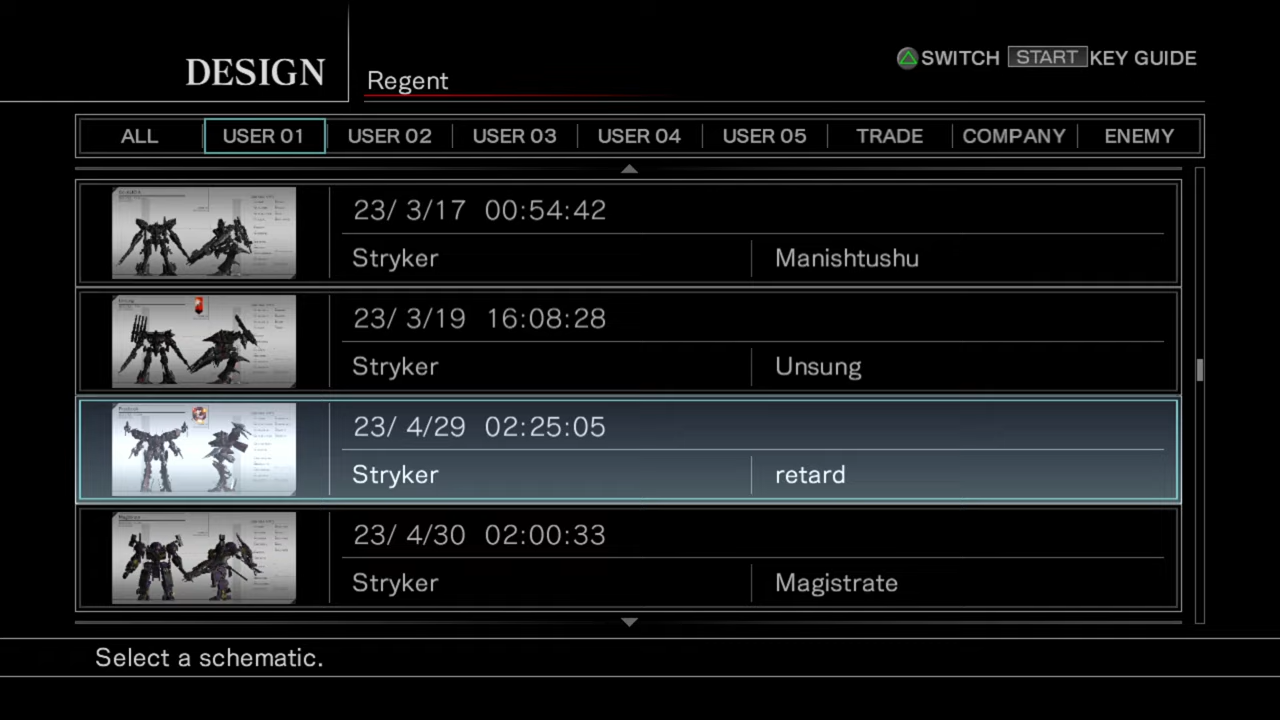 DESIGN
Regent
SWITCH START KEY GUIDE
ALL USER 01 USER 02 USER 03 USER 04 USER 05 TRADE COMPANY ENEMY
23/ 3/17 00:54:42
Stryker Manishtushu
23/ 3/19 16:08:28
Stryker Unsung
23/ 4/29 02:25:05
Stryker retard
23/ 4/30 02:00:33
Stryker Magistrate
Select a schematic.